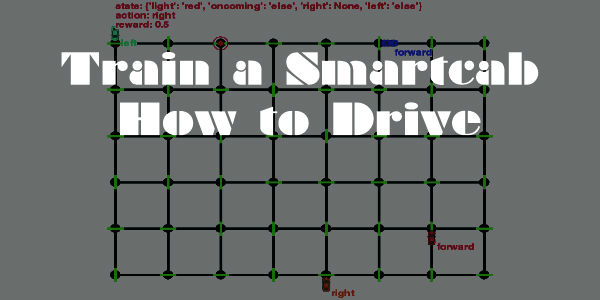 state: {'light': 'red', 'oncoming': 'else', 'right': None, 'left': 'else'}
action: right
reward: 0.5
left
forward
Train a Smartcab
How to Drive
forward
right